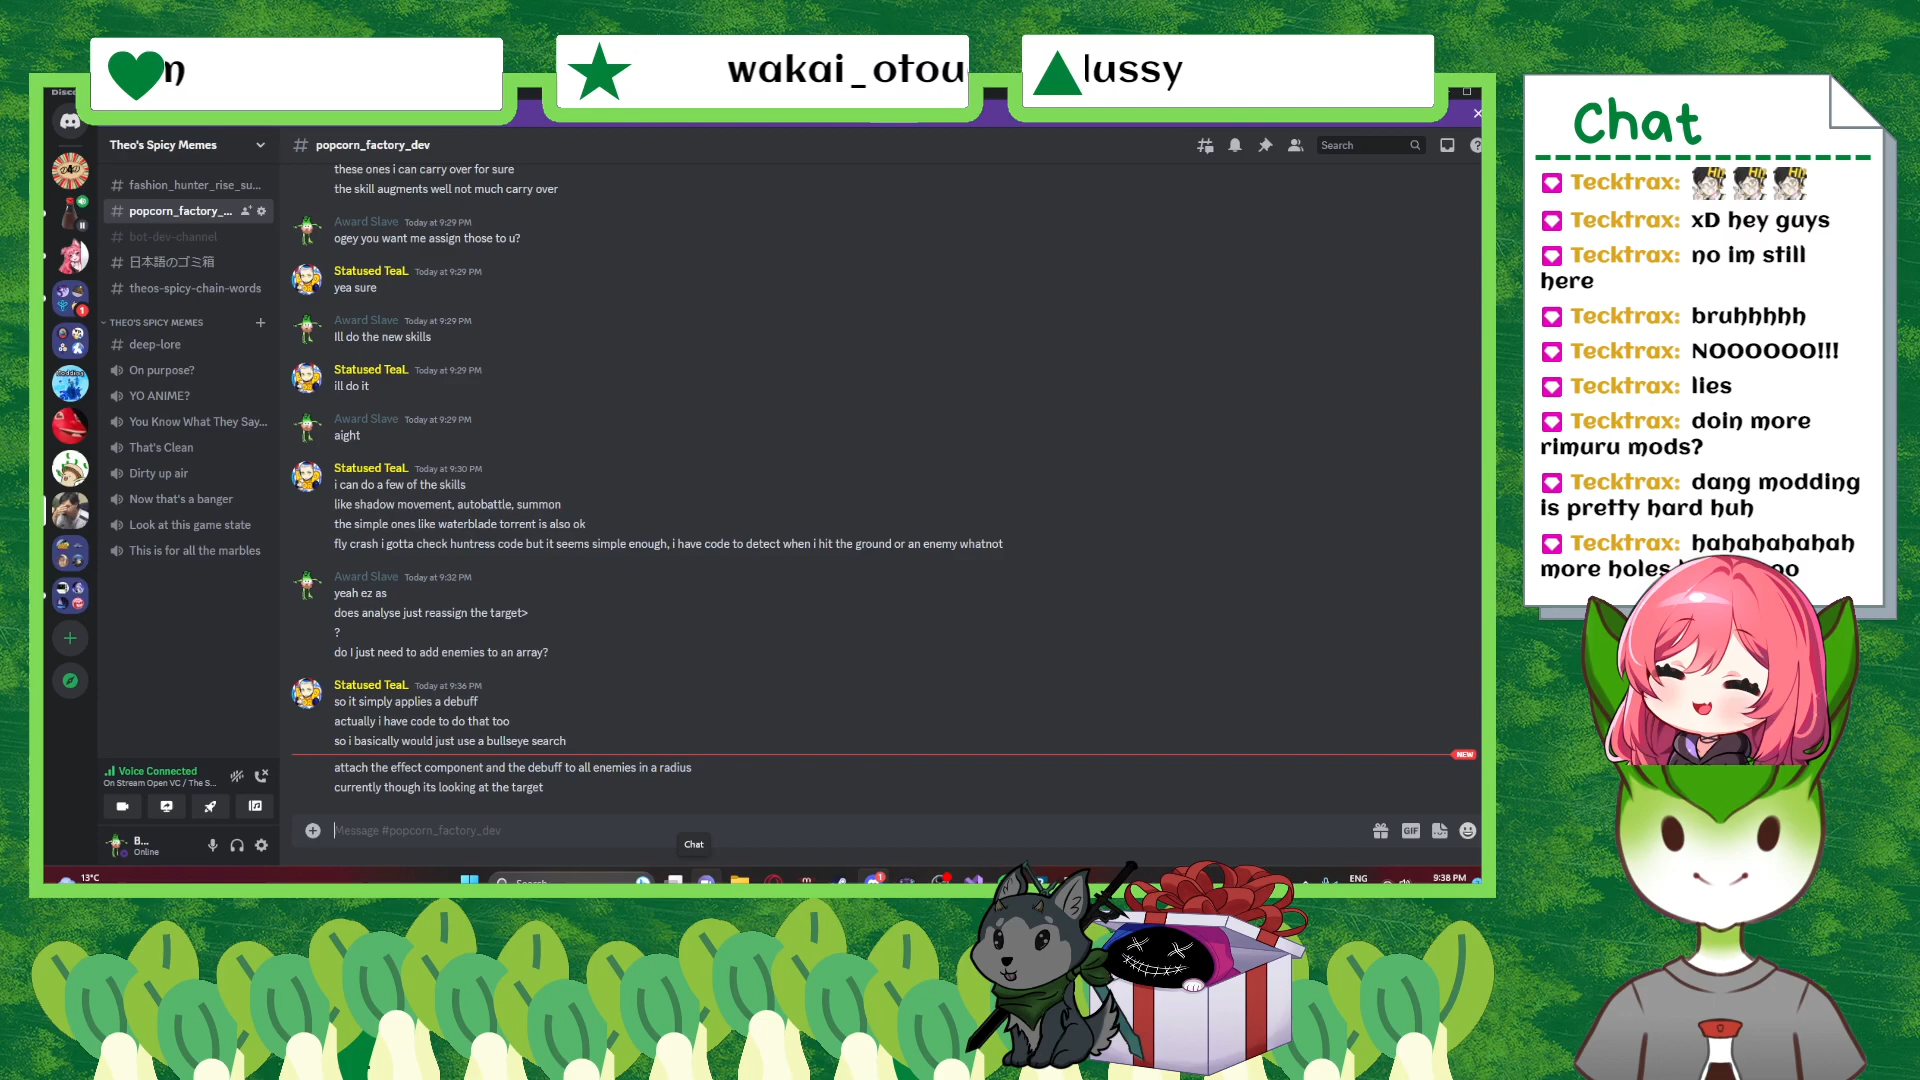 wakai_otou
lussy
Theo's Spicy Memes
popcorn_factory_dev
Search
fashion_hunter_rise_su...
popcorn_factory_...
bot-dev-channel
日本語のゴミ箱
theos-spicy-chain-words
THEO'S SPICY MEMES
deep-lore
On purpose?
YO ANIME?
You Know What They Say...
That's Clean
Dirty up air
Now that's a banger
Look at this game state
This is for all the marbles
Voice Connected
On Stream Open VC / The S...
B...
Online
these ones i can carry over for sure
the skill augments well not much carry over
Award Slave Today at 9:29 PM
ogey you want me assign those to u?
Statused TeaL Today at 9:29 PM
yea sure
Award Slave Today at 9:29 PM
Ill do the new skills
Statused TeaL Today at 9:29 PM
ill do it
Award Slave Today at 9:29 PM
aight
Statused TeaL Today at 9:30 PM
i can do a few of the skills
like shadow movement, autobattle, summon
the simple ones like waterblade torrent is also ok
fly crash i gotta check huntress code but it seems simple enough, i have code to detect when i hit the ground or an enemy whatnot
Award Slave Today at 9:32 PM
yeah ez as
does analyse just reassign the target>
?
do I just need to add enemies to an array?
Statused TeaL Today at 9:36 PM
so it simply applies a debuff
actually i have code to do that too
so i basically would just use a bullseye search
NEW
attach the effect component and the debuff to all enemies in a radius
currently though its looking at the target
Message #popcorn_factory_dev
GIF
Chat
13°C
Search
ENG
9:38 PM
Chat
Tecktrax:
Tecktrax: xD hey guys
Tecktrax: no im still
here
Tecktrax: bruhhhhh
Tecktrax: NOOOOOO!!!
Tecktrax: lies
Tecktrax: doin more
rimuru mods?
Tecktrax: dang modding
is pretty hard huh
Tecktrax: hahahahahah
more holes